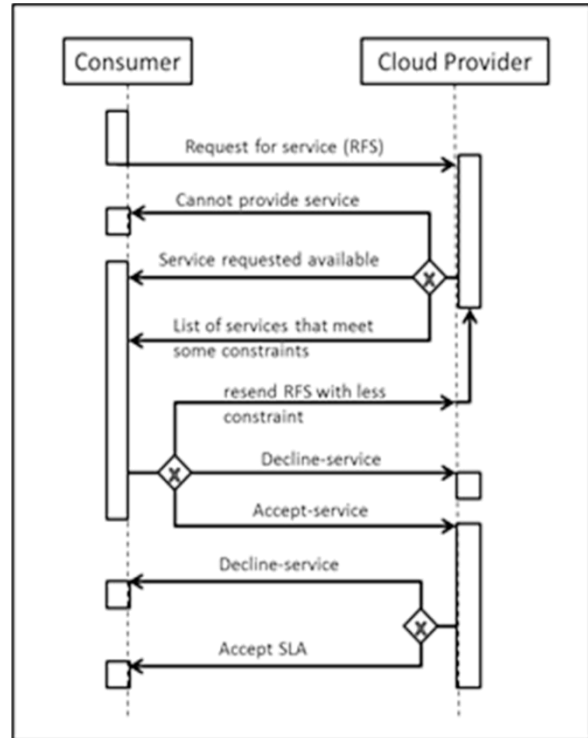 Consumer
Cloud Provider
Request for service (RFS)
Cannot provide service
Service requested available
X
List of services that meet
some constraints
resend RFS with less
constraint
Decline-service
X
Accept-service
Decline-service
X
Accept SLA